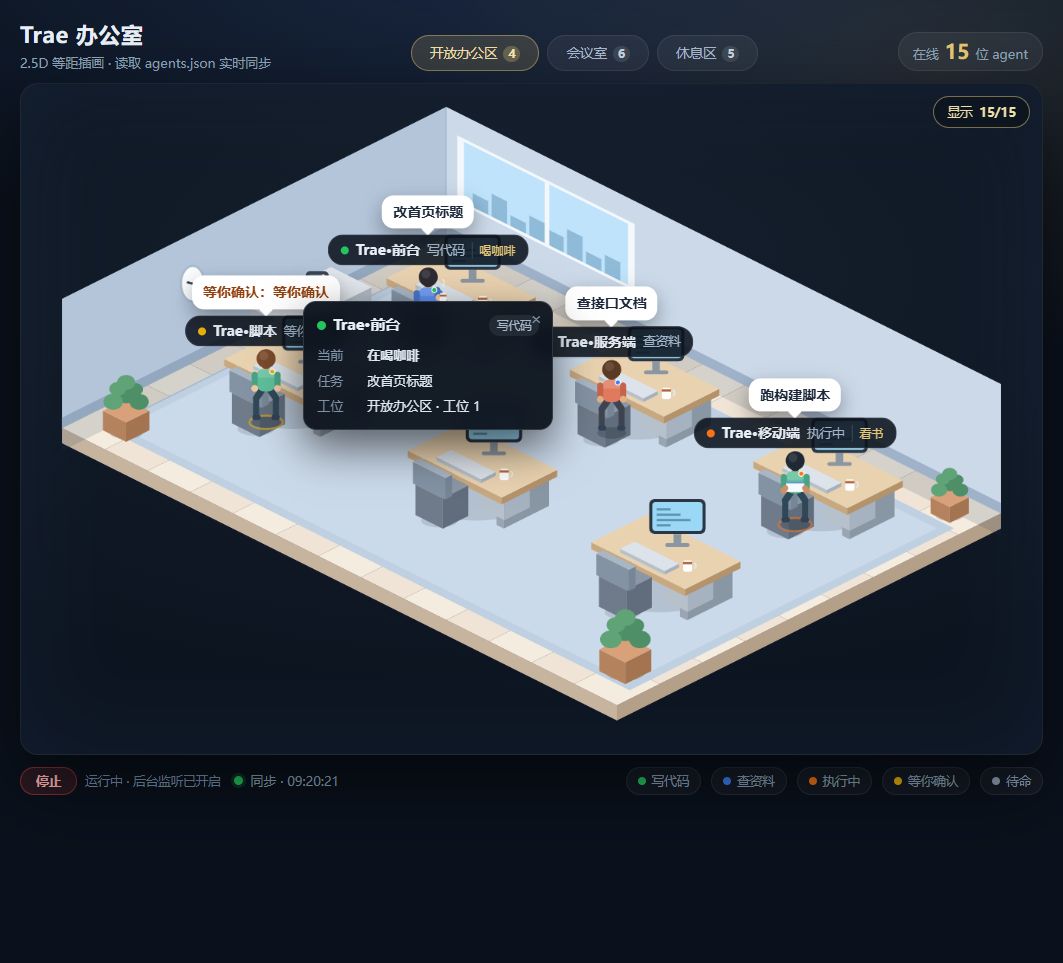 Trae 办公室
2.5D 等距插画 · 读取 agents.json 实时同步
开放办公区 4
会议室 6
休息区 5
在线 15 位 agent
显示 15/15
改首页标题
Trae•前台 写代码 喝咖啡
等你确认：等你确认
Trae•脚本 等你
Trae•前台 写代码 ×
当前 在喝咖啡
任务 改首页标题
工位 开放办公区 · 工位 1
查接口文档
Trae•服务端 查资料
跑构建脚本
Trae•移动端 执行中 看书
停止 运行中 · 后台监听已开启 同步 · 09:20:21
写代码
查资料
执行中
等你确认
待命